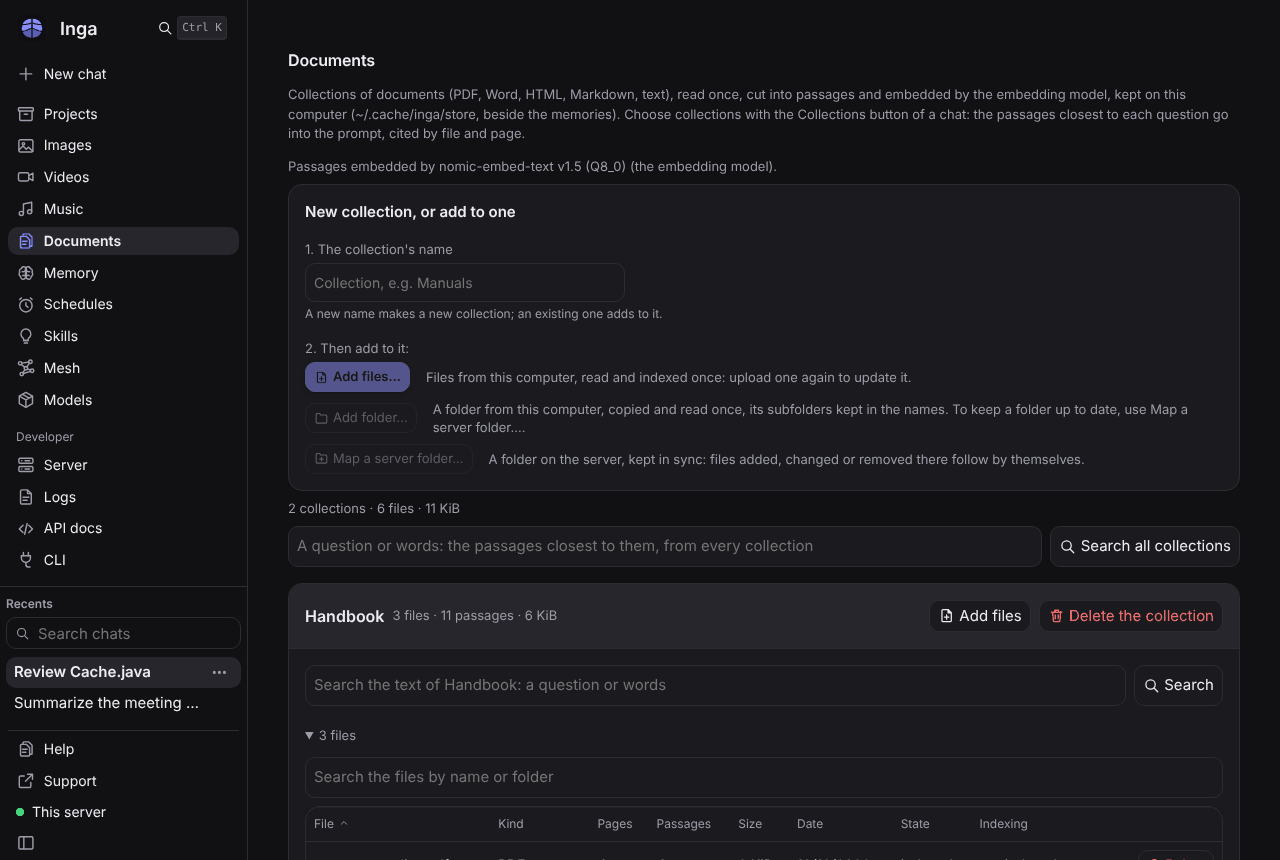 Inga
Ctrl K
New chat
Projects
Images
Videos
Music
Documents
Memory
Schedules
Skills
Mesh
Models
Developer
Server
Logs
API docs
CLI
Recents
Search chats
Review Cache.java
Summarize the meeting ...
Help
Support
This server
Documents
Collections of documents (PDF, Word, HTML, Markdown, text), read once, cut into passages and embedded by the embedding model, kept on this
computer (~/.cache/inga/store, beside the memories). Choose collections with the Collections button of a chat: the passages closest to each question go
into the prompt, cited by file and page.
Passages embedded by nomic-embed-text v1.5 (Q8_0) (the embedding model).
New collection, or add to one
1. The collection's name
Collection, e.g. Manuals
A new name makes a new collection; an existing one adds to it.
2. Then add to it:
Add files... Files from this computer, read and indexed once: upload one again to update it.
Add folder... A folder from this computer, copied and read once, its subfolders kept in the names. To keep a folder up to date, use Map a
server folder....
Map a server folder... A folder on the server, kept in sync: files added, changed or removed there follow by themselves.
2 collections · 6 files · 11 KiB
A question or words: the passages closest to them, from every collection
Search all collections
Handbook 3 files · 11 passages · 6 KiB
Add files
Delete the collection
Search the text of Handbook: a question or words
Search
▼ 3 files
Search the files by name or folder
File Kind Pages Passages Size Date State Indexing